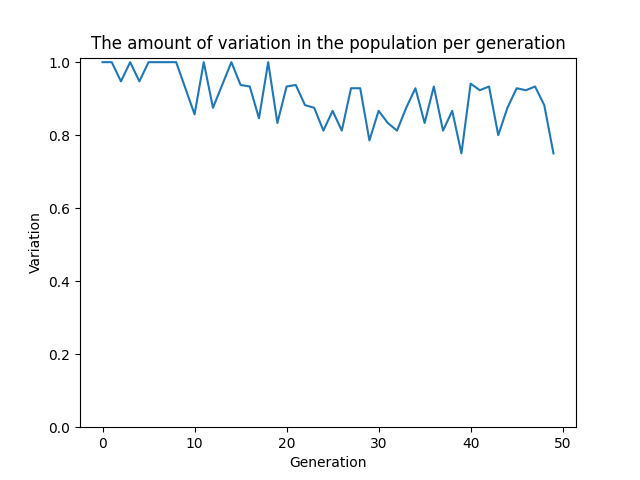 The amount of variation in the population per generation
1.0
0.8
0.6
0.4
0.2
0.0
Variation
0 10 20 30 40 50
Generation